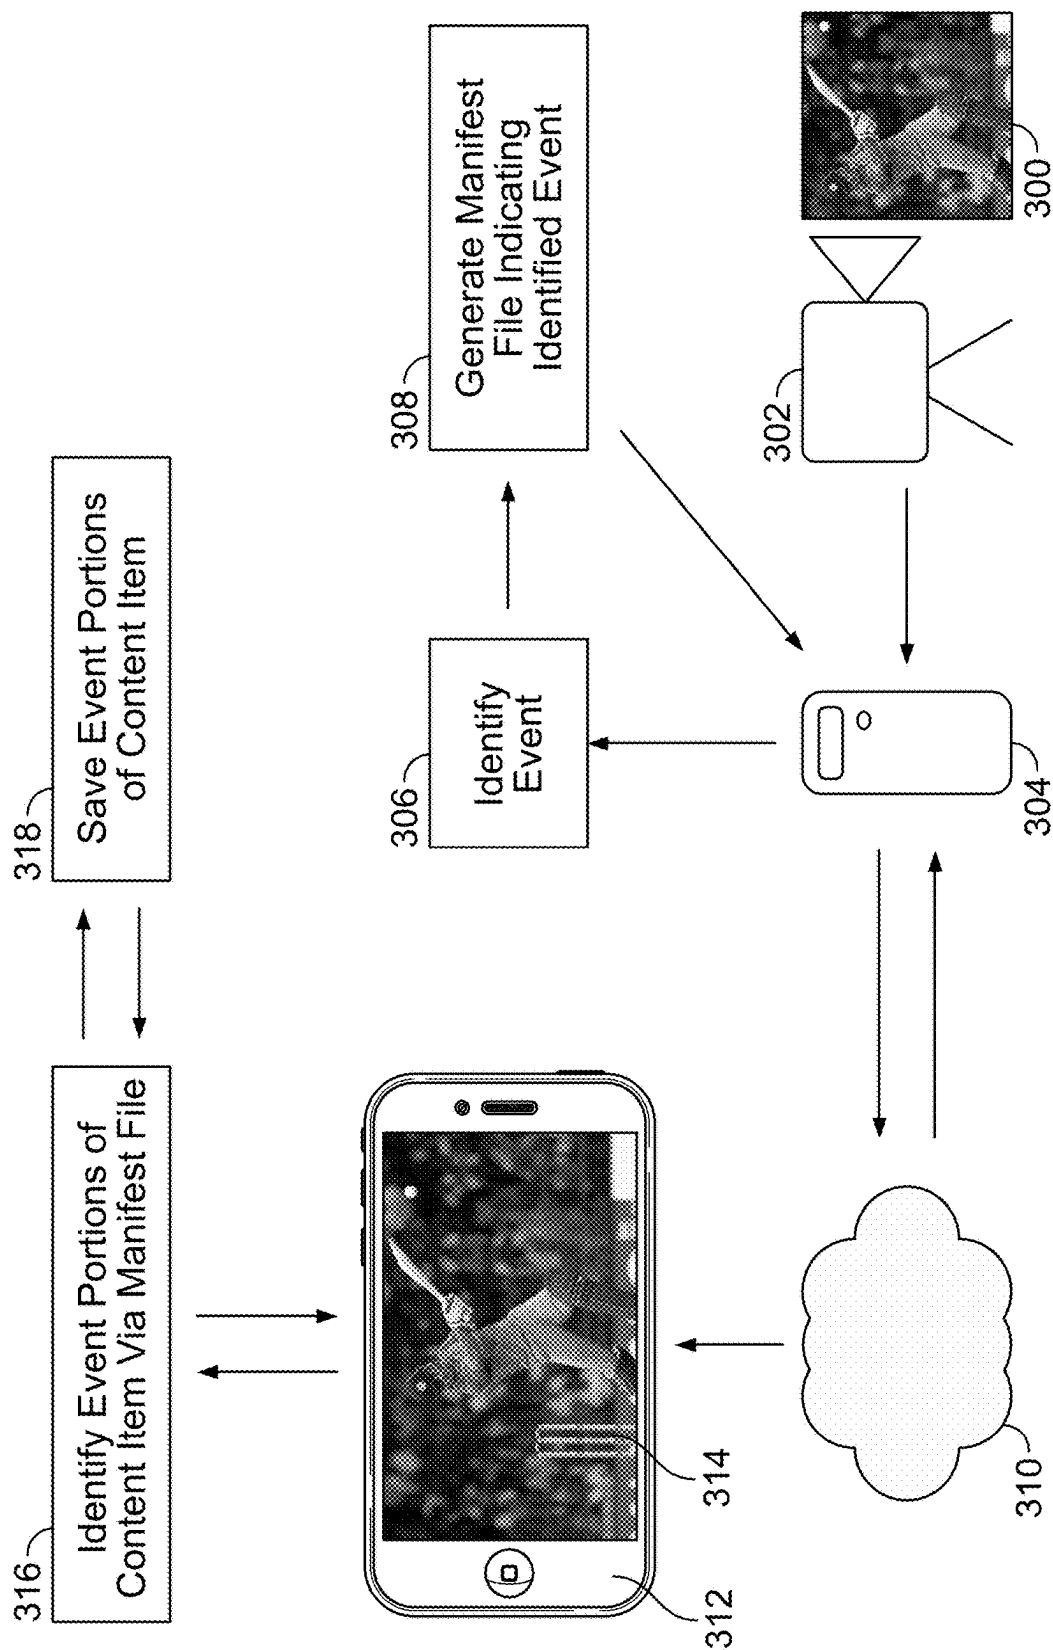 316
Identify Event Portions of
Content Item Via Manifest File
318
Save Event Portions
of Content Item
312
314
306
Identify
Event
308
Generate Manifest
File Indicating
Identified Event
310
304
302
300